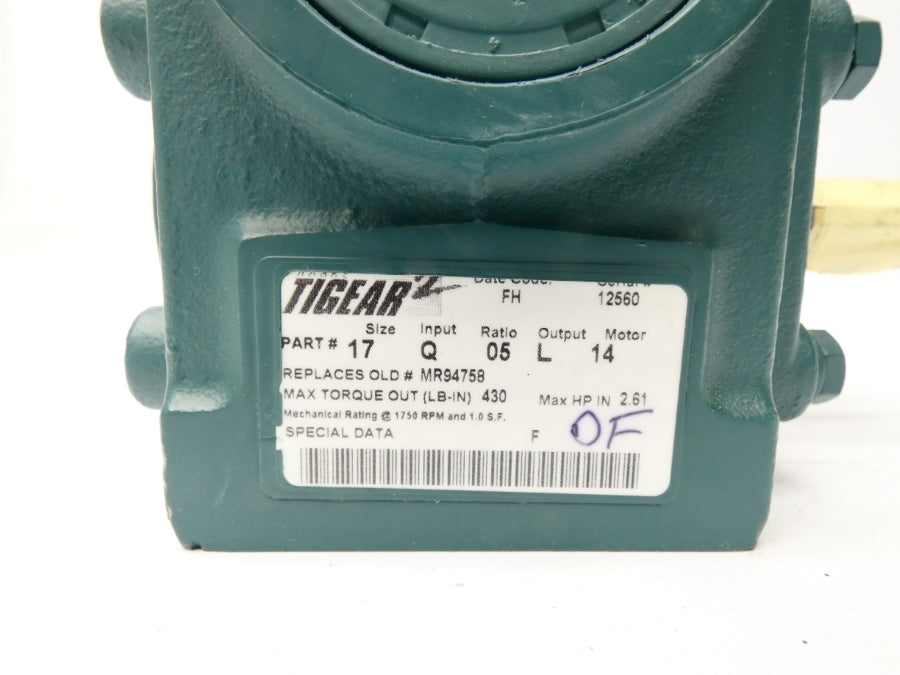 DODGE
TIGEAR 2
Date Code: Serial #
FH 12560
Size Input Ratio Output Motor
PART # 17 Q 05 L 14
REPLACES OLD # MR94758
MAX TORQUE OUT (LB-IN) 430 Max HP IN 2.61
Mechanical Rating @ 1750 RPM and 1.0 S.F.
SPECIAL DATA F OF